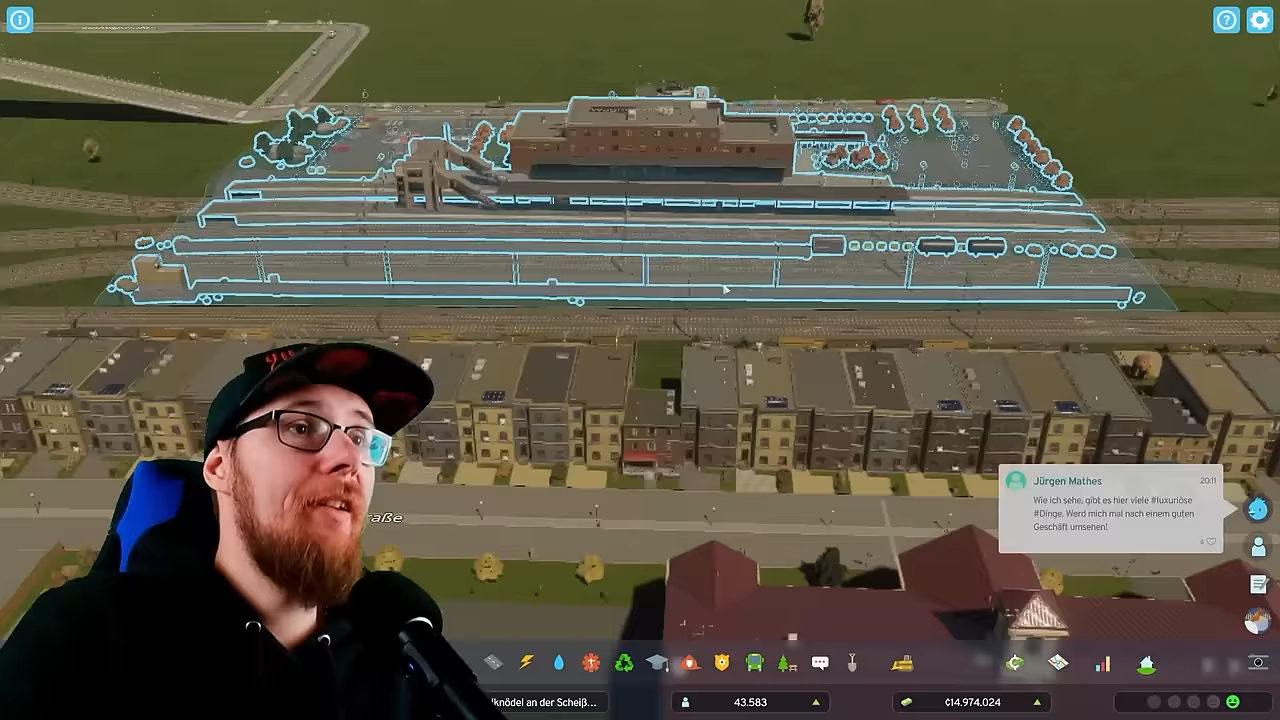 Jürgen Mathes
20:11
Wie ich sehe, gibt es hier viele #luxuriöse
#Dinge. Werd mich mal nach einem guten
Geschäft umsehen!
4
raße
lknödel an der Scheiß...
43.583
¢14.974.024